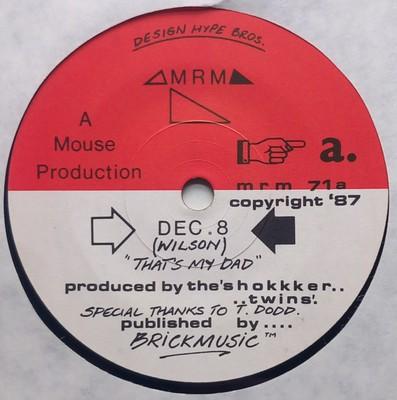 DESIGN HYPE BROS.
MRM
A
Mouse
Production
a.
mrm 71a
copyright '87
DEC.8
(WILSON)
"THAT'S MY DAD"
produced by the's hokkker..
..twins'.
SPECIAL THANKS TO T. DODD.
published by....
BRICKMUSIC™